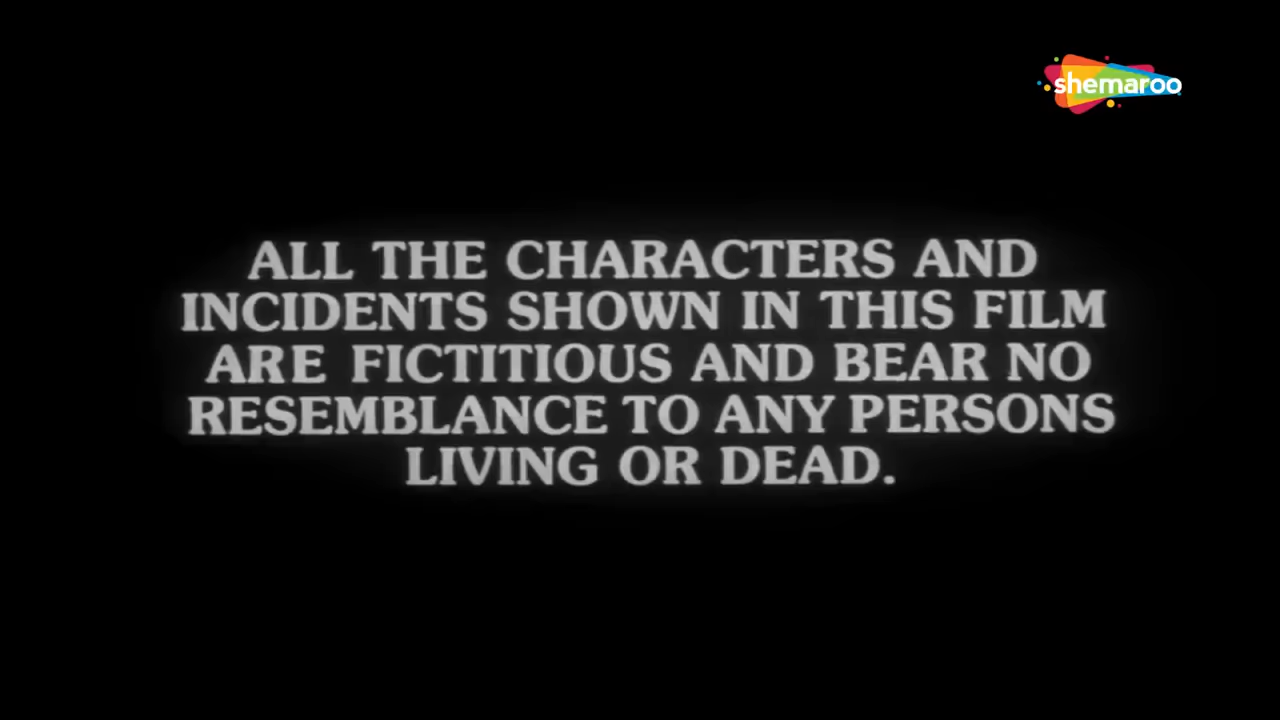 shemaroo
ALL THE CHARACTERS AND
INCIDENTS SHOWN IN THIS FILM
ARE FICTITIOUS AND BEAR NO
RESEMBLANCE TO ANY PERSONS
LIVING OR DEAD.